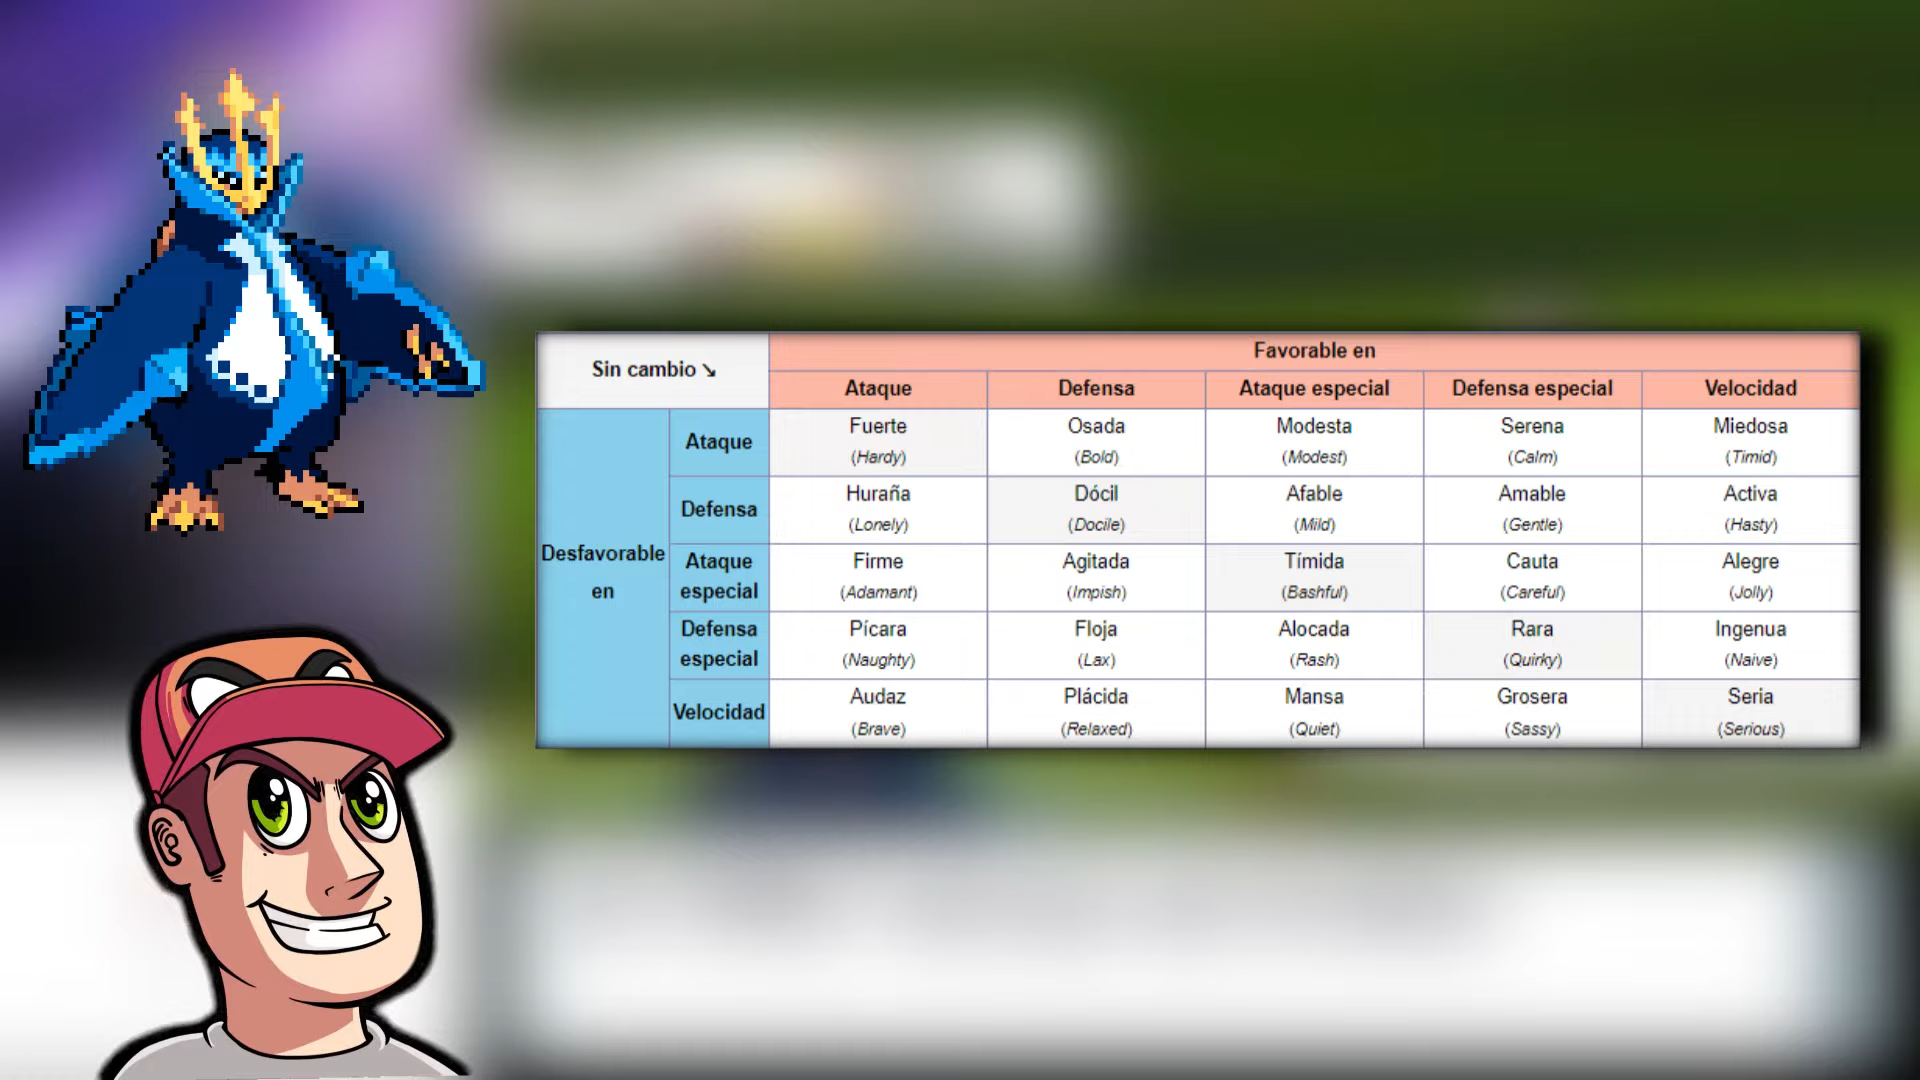 Sin cambio ↘
Favorable en
Ataque Defensa Ataque especial Defensa especial Velocidad
Desfavorable en
Ataque
Fuerte Osada Modesta Serena Miedosa
(Hardy) (Bold) (Modest) (Calm) (Timid)
Defensa
Huraña Dócil Afable Amable Activa
(Lonely) (Docile) (Mild) (Gentle) (Hasty)
Ataque especial
Firme Agitada Tímida Cauta Alegre
(Adamant) (Impish) (Bashful) (Careful) (Jolly)
Defensa especial
Pícara Floja Alocada Rara Ingenua
(Naughty) (Lax) (Rash) (Quirky) (Naive)
Velocidad
Audaz Plácida Mansa Grosera Seria
(Brave) (Relaxed) (Quiet) (Sassy) (Serious)